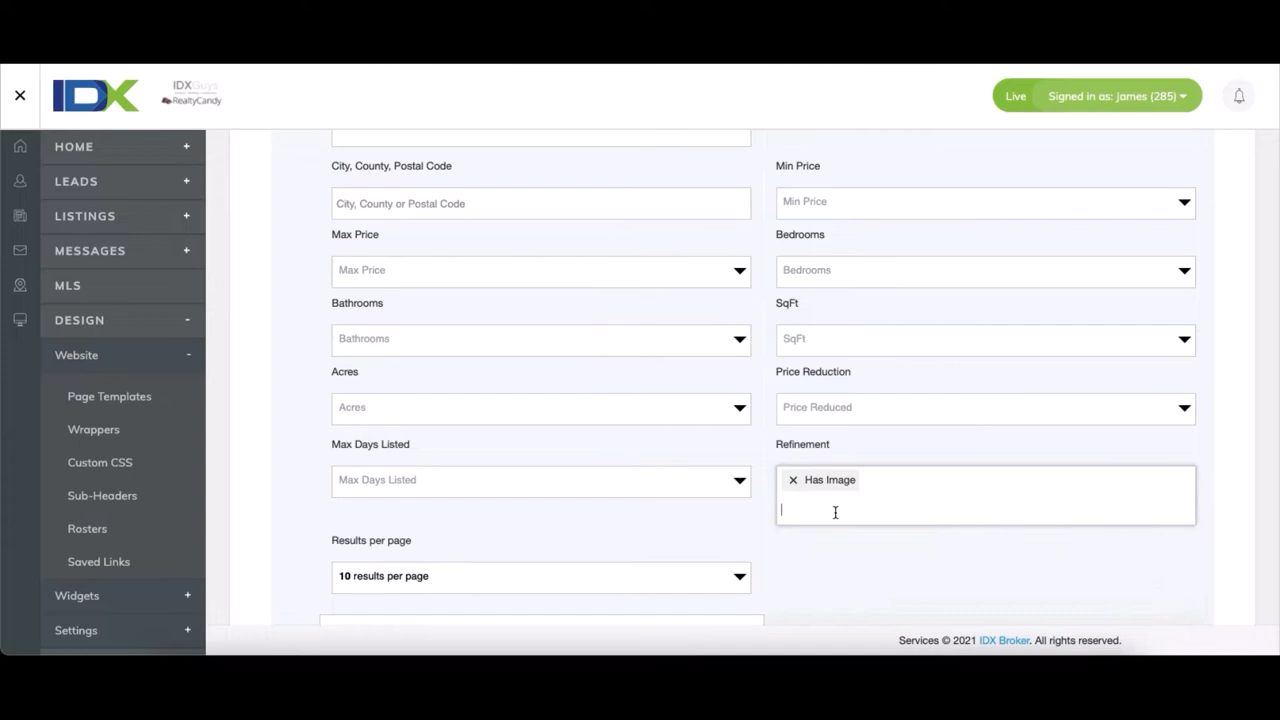 IDX
IDXGuys
RealtyCandy
Live
Signed in as: James (285)
HOME
LEADS
LISTINGS
MESSAGES
MLS
DESIGN
Website
Page Templates
Wrappers
Custom CSS
Sub-Headers
Rosters
Saved Links
Widgets
Settings
City, County, Postal Code
City, County or Postal Code
Min Price
Min Price
Max Price
Max Price
Bedrooms
Bedrooms
Bathrooms
Bathrooms
SqFt
SqFt
Acres
Acres
Price Reduction
Price Reduced
Max Days Listed
Max Days Listed
Refinement
Has Image
Results per page
10 results per page
Services © 2021 IDX Broker. All rights reserved.